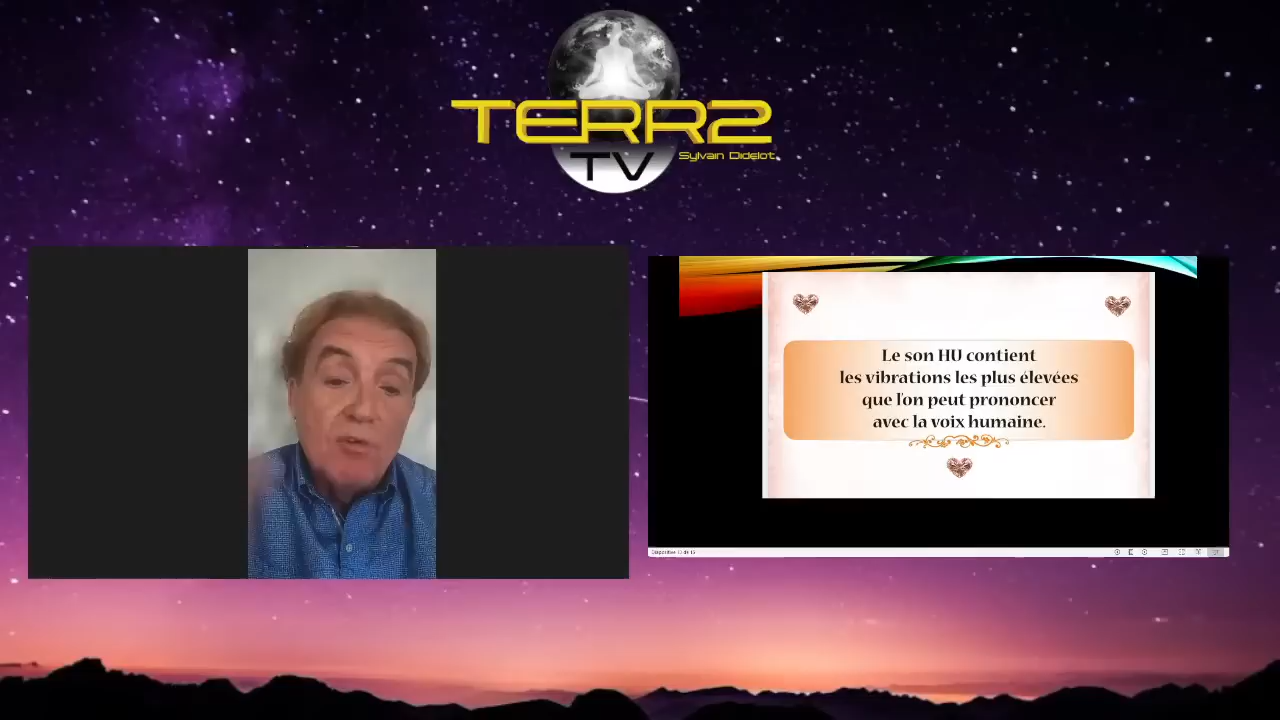 TERR2
TV
Sylvain Didelot
Le son HU contient
les vibrations les plus élevées
que l'on peut prononcer
avec la voix humaine.